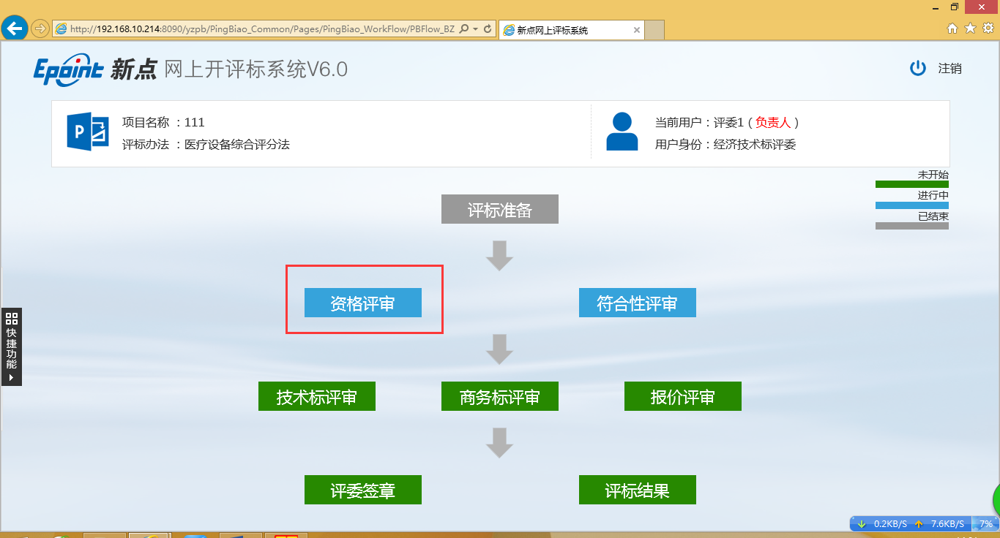 http://192.168.10.214:8090/yzpb/PingBiao_Common/Pages/PingBiao_WorkFlow/PBFlow_BZ
新点网上评标系统
Epoint 新点 网上开评标系统V6.0
注销
项目名称 ：111
评标办法 ：医疗设备综合评分法
当前用户：评委1 ( 负责人 )
用户身份：经济技术标评委
P
未开始
进行中
已结束
评标准备
资格评审
符合性评审
快捷功能
技术标评审
商务标评审
报价评审
评委签章
评标结果
0.2KB/S
7.6KB/S
7%